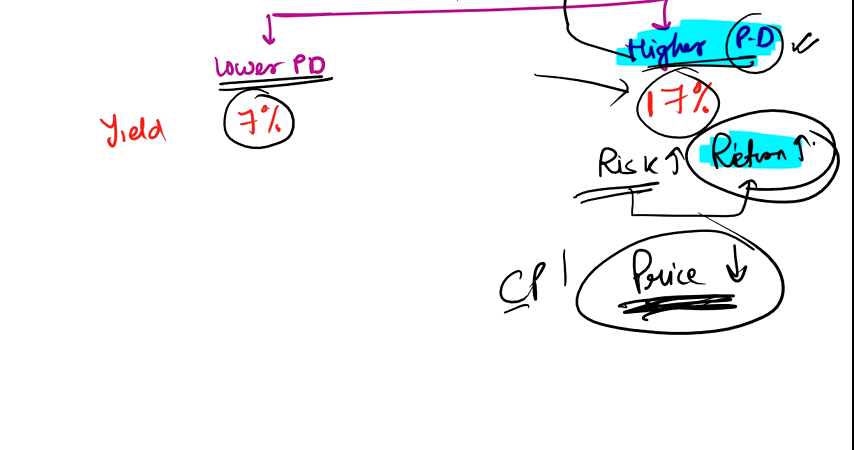 Higher P-D
Lower PD
Yield 7% 17%
Risk↑ Return↑
CP Price ↓